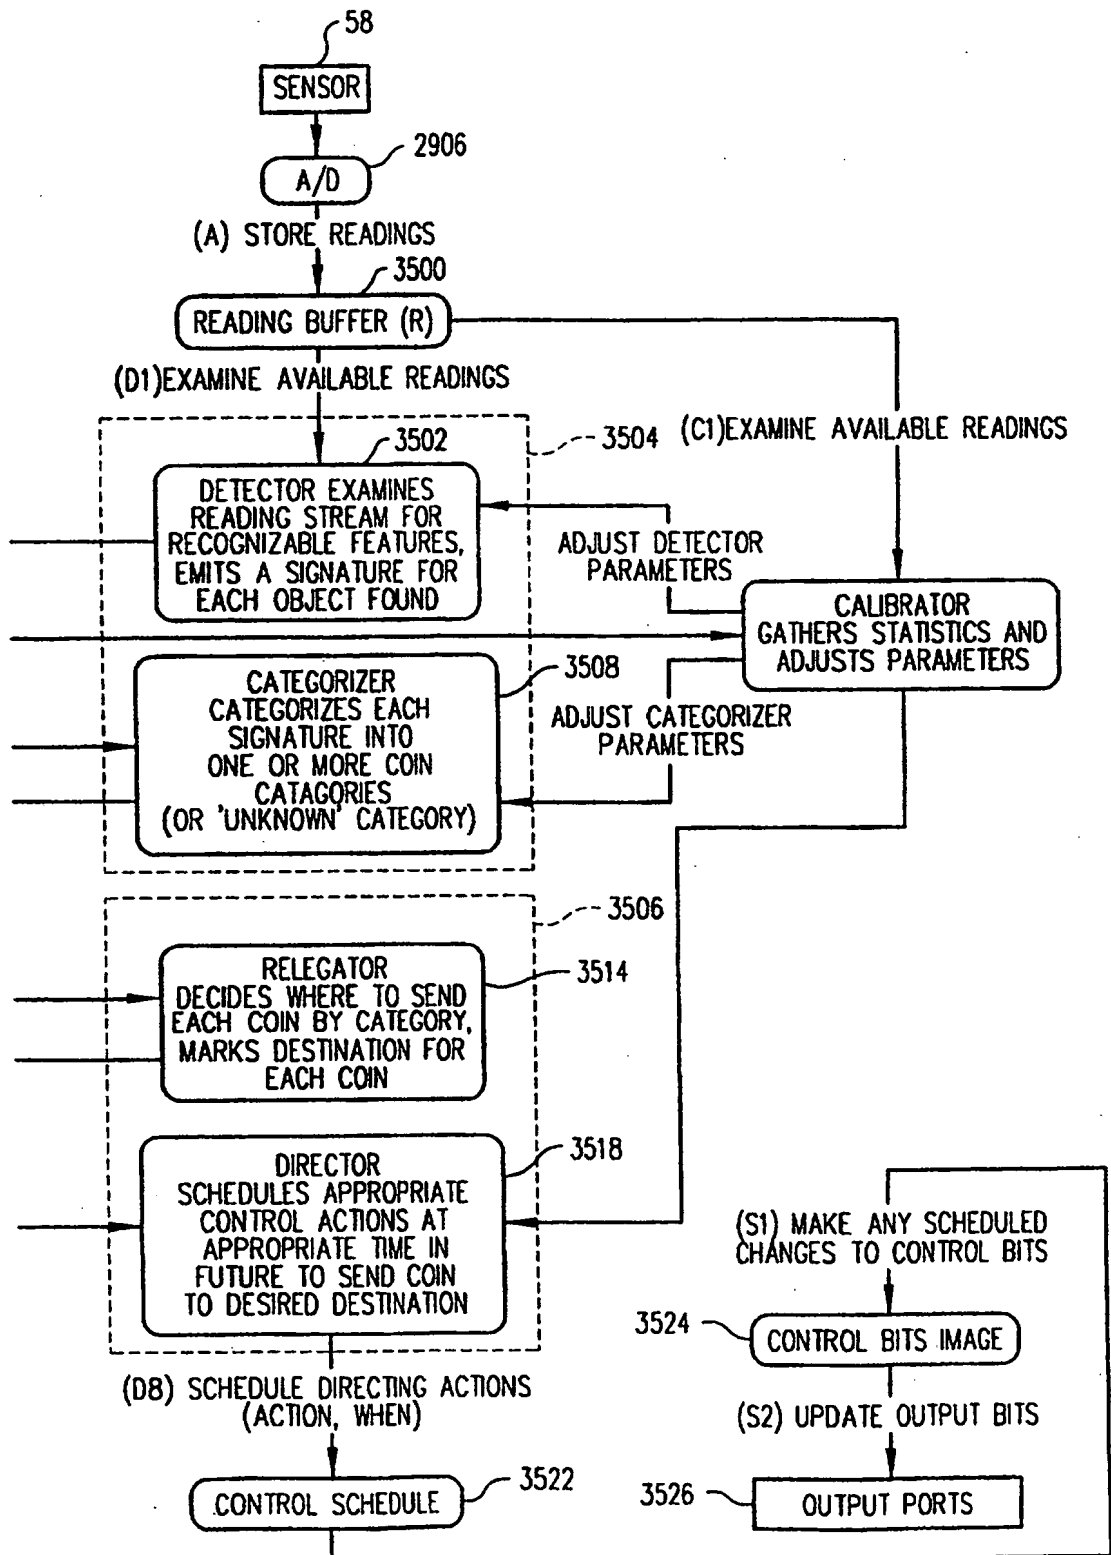 58
SENSOR
2906
A/D
(A) STORE READINGS
3500
READING BUFFER (R)
(D1)EXAMINE AVAILABLE READINGS
3502
3504
(C1)EXAMINE AVAILABLE READINGS
DETECTOR EXAMINES
READING STREAM FOR
RECOGNIZABLE FEATURES,
EMITS A SIGNATURE FOR
EACH OBJECT FOUND
ADJUST DETECTOR
PARAMETERS
CALIBRATOR
GATHERS STATISTICS AND
ADJUSTS PARAMETERS
3508
CATEGORIZER
CATEGORIZES EACH
SIGNATURE INTO
ONE OR MORE COIN
CATAGORIES
(OR 'UNKNOWN' CATEGORY)
ADJUST CATEGORIZER
PARAMETERS
3506
RELEGATOR
DECIDES WHERE TO SEND
EACH COIN BY CATEGORY,
MARKS DESTINATION FOR
EACH COIN
3514
3518
DIRECTOR
SCHEDULES APPROPRIATE
CONTROL ACTIONS AT
APPROPRIATE TIME IN
FUTURE TO SEND COIN
TO DESIRED DESTINATION
(S1) MAKE ANY SCHEDULED
CHANGES TO CONTROL BITS
3524
CONTROL BITS IMAGE
(D8) SCHEDULE DIRECTING ACTIONS
(ACTION, WHEN)
(S2) UPDATE OUTPUT BITS
3522
CONTROL SCHEDULE
3526
OUTPUT PORTS